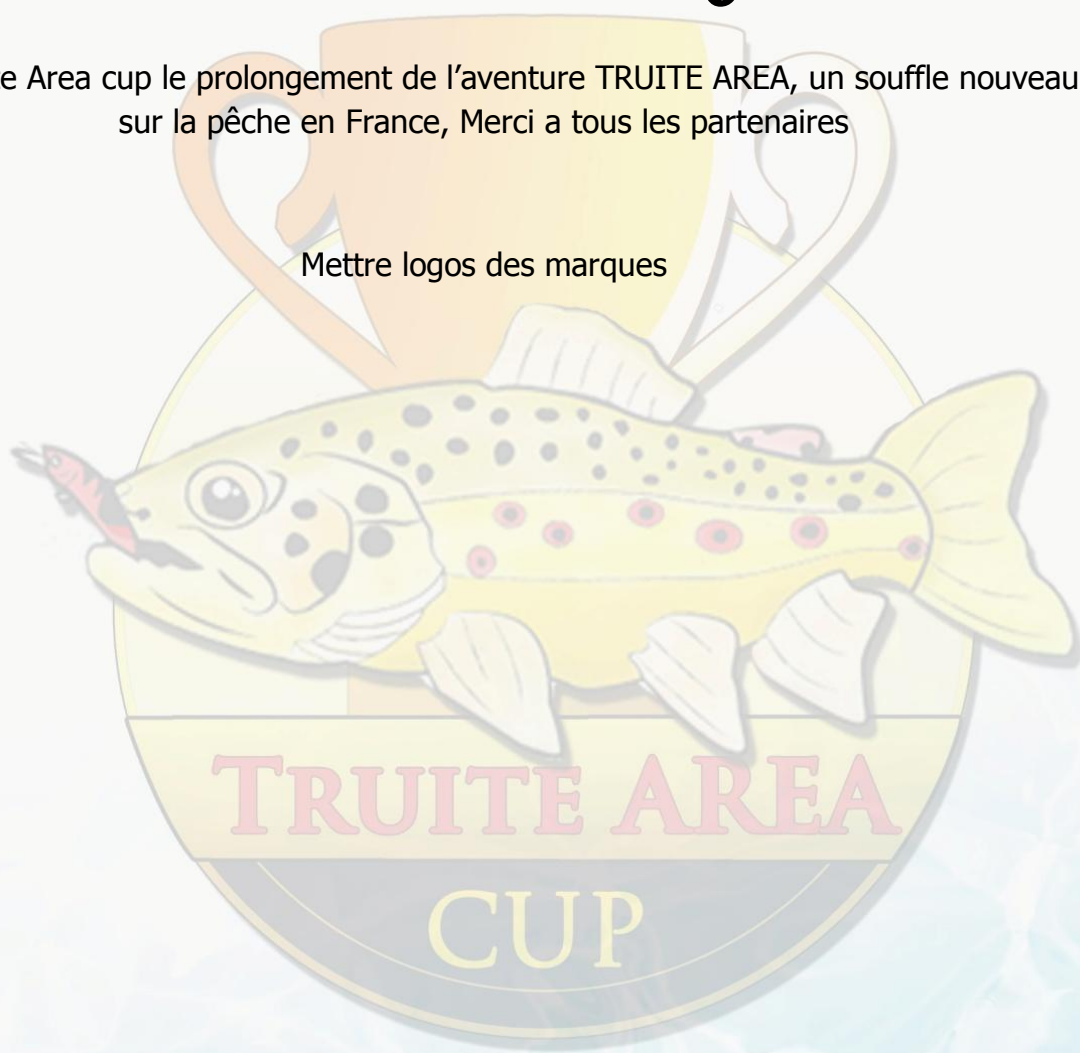 e Area cup le prolongement de l’aventure TRUITE AREA, un souffle nouveau
sur la pêche en France, Merci a tous les partenaires
Mettre logos des marques
TRUITE AREA
CUP